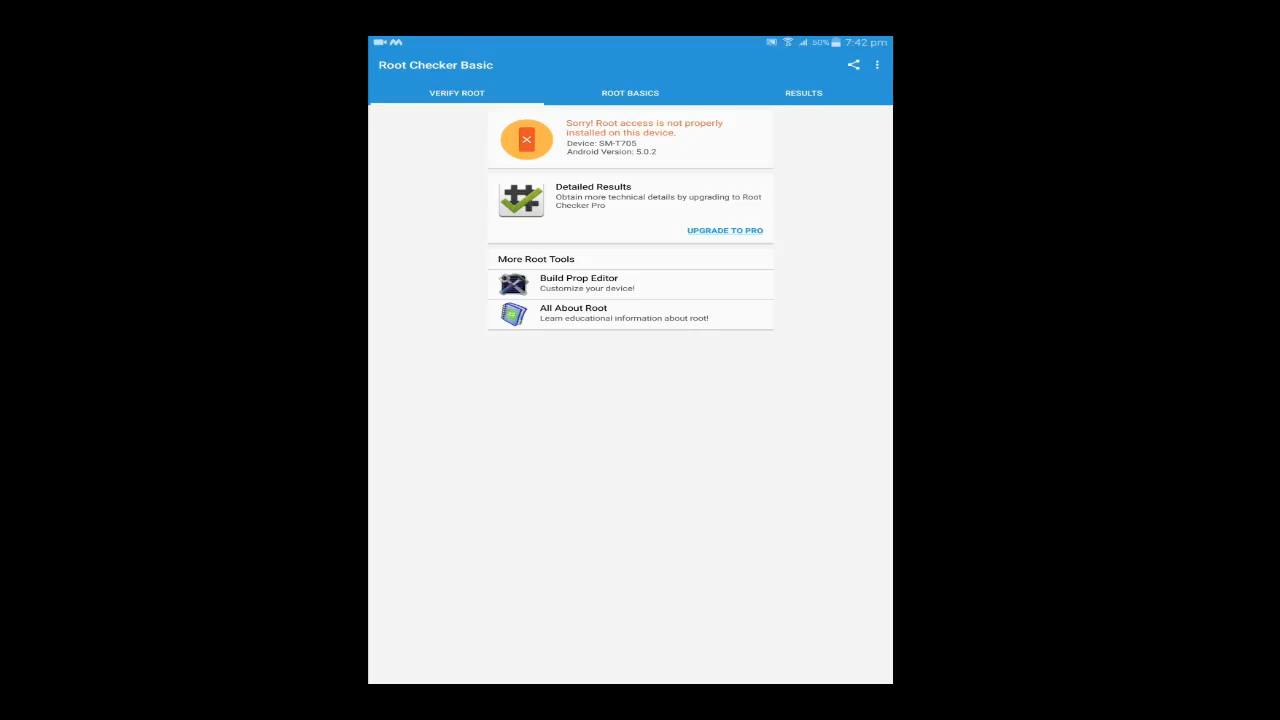 50% 7:42 pm
Root Checker Basic
VERIFY ROOT ROOT BASICS RESULTS
Sorry! Root access is not properly
installed on this device.
Device: SM-T705
Android Version: 5.0.2
Detailed Results
Obtain more technical details by upgrading to Root
Checker Pro
UPGRADE TO PRO
More Root Tools
Build Prop Editor
Customize your device!
All About Root
Learn educational information about root!